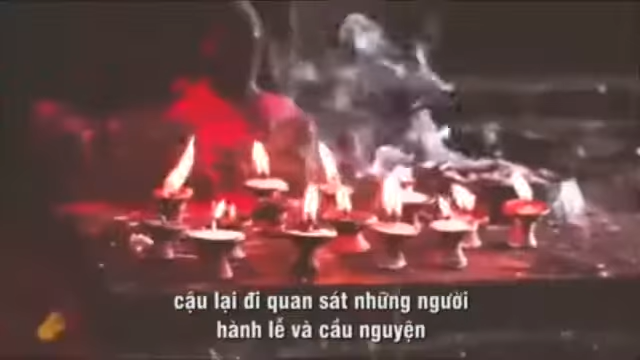 cậu lại đi quan sát những người
hành lễ và cầu nguyện